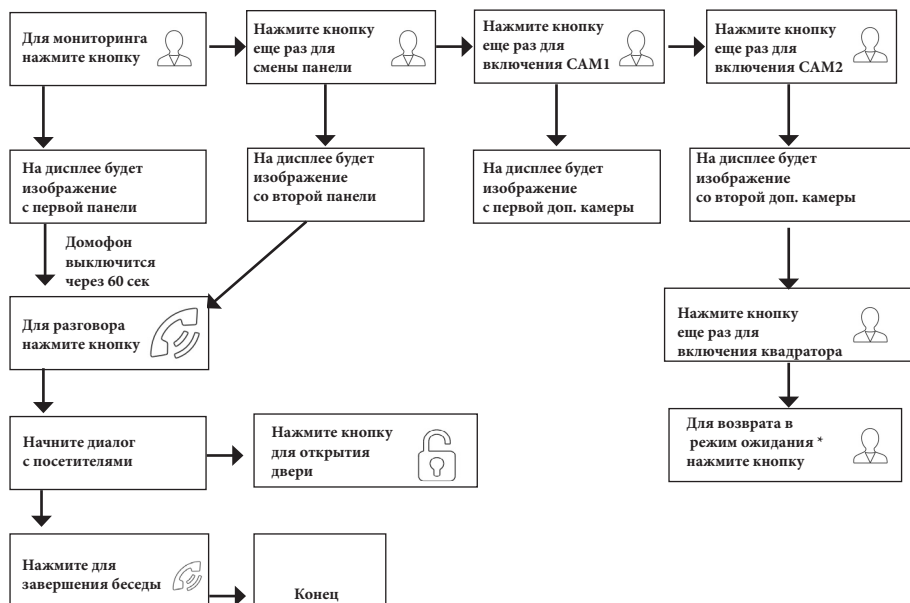 Для мониторинга
нажмите кнопку
Нажмите кнопку
еще раз для
смены панели
Нажмите кнопку
еще раз для
включения CAM1
Нажмите кнопку
еще раз для
включения CAM2
На дисплее будет
изображение
с первой панели
На дисплее будет
изображение
со второй панели
На дисплее будет
изображение
с первой доп. камеры
На дисплее будет
изображение
со второй доп. камеры
Домофон
выключится
через 60 сек
Для разговора
нажмите кнопку
Нажмите кнопку
еще раз для
включения квадратора
Начните диалог
с посетителями
Нажмите кнопку
для открытия
двери
Для возврата в
режим ожидания *
нажмите кнопку
Нажмите для
завершения беседы
Конец